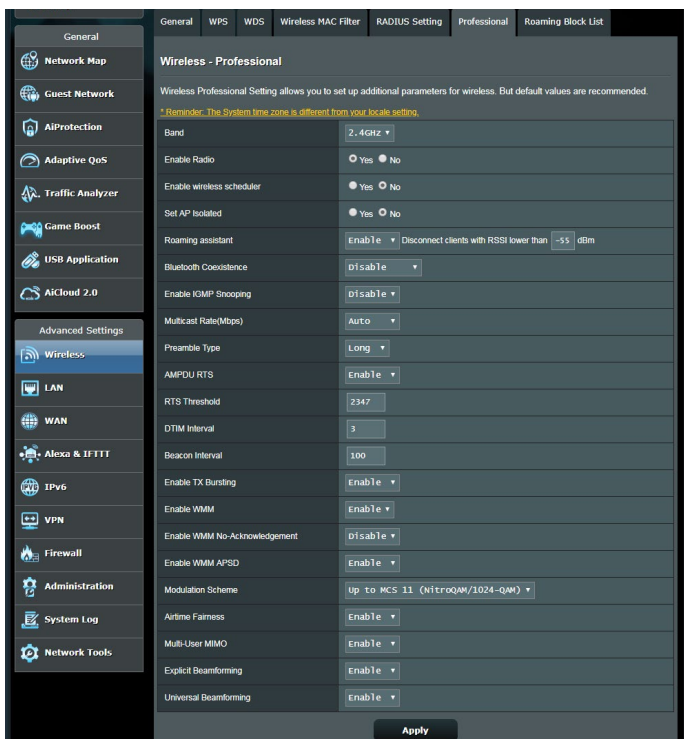 General WPS WDS Wireless MAC Filter RADIUS Setting Professional Roaming Block List
General
Network Map
Guest Network
AiProtection
Adaptive QoS
Traffic Analyzer
Game Boost
USB Application
AiCloud 2.0
Advanced Settings
Wireless
LAN
WAN
Alexa & IFTTT
IPv6
VPN
Firewall
Administration
System Log
Network Tools
Wireless - Professional
Wireless Professional Setting allows you to set up additional parameters for wireless. But default values are recommended.
* Reminder: The System time zone is different from your locale setting.
Band 2.4GHz
Enable Radio Yes No
Enable wireless scheduler Yes No
Set AP Isolated Yes No
Roaming assistant Enable Disconnect clients with RSSI lower than -55 dBm
Bluetooth Coexistence Disable
Enable IGMP Snooping Disable
Multicast Rate(Mbps) Auto
Preamble Type Long
AMPDU RTS Enable
RTS Threshold 2347
DTIM Interval 3
Beacon Interval 100
Enable TX Bursting Enable
Enable WMM Enable
Enable WMM No-Acknowledgement Disable
Enable WMM APSD Enable
Modulation Scheme Up to MCS 11 (NitroQAM/1024-QAM)
Airtime Fairness Enable
Multi-User MIMO Enable
Explicit Beamforming Enable
Universal Beamforming Enable
Apply